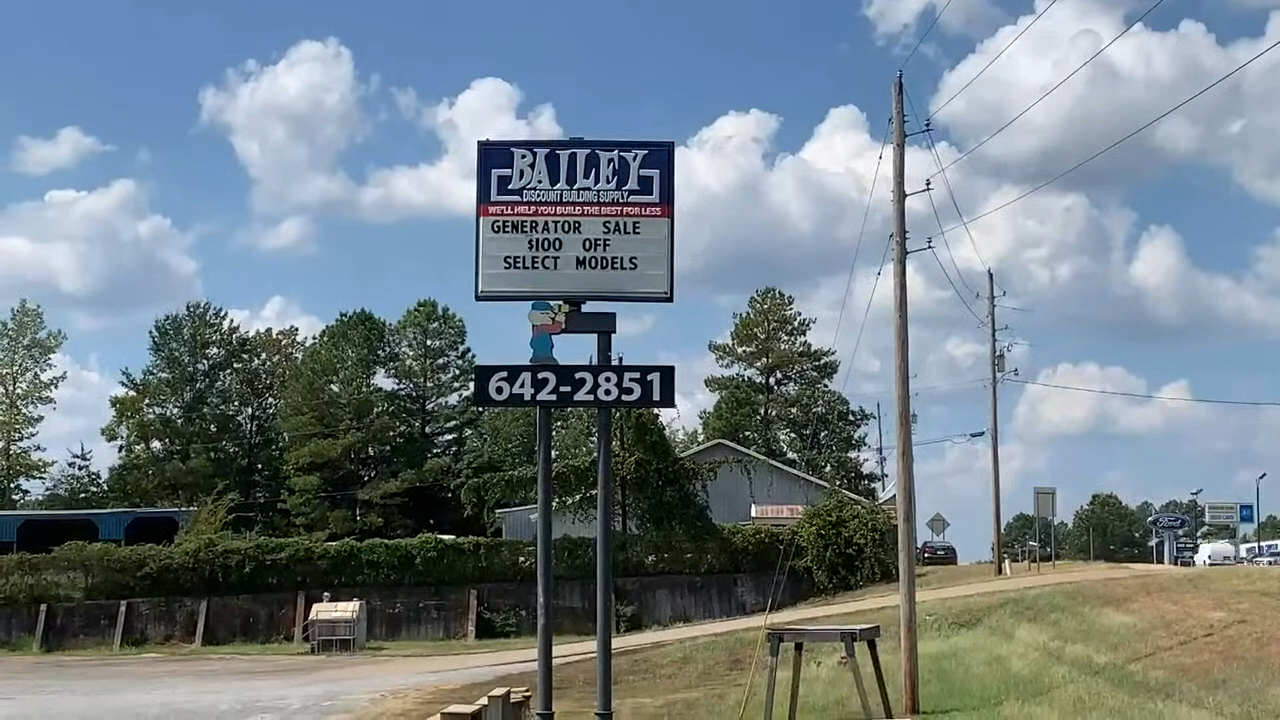 BAILEY
DISCOUNT BUILDING SUPPLY
WE'LL HELP YOU BUILD THE BEST FOR LESS
GENERATOR SALE
$100 OFF
SELECT MODELS
642-2851
Ford